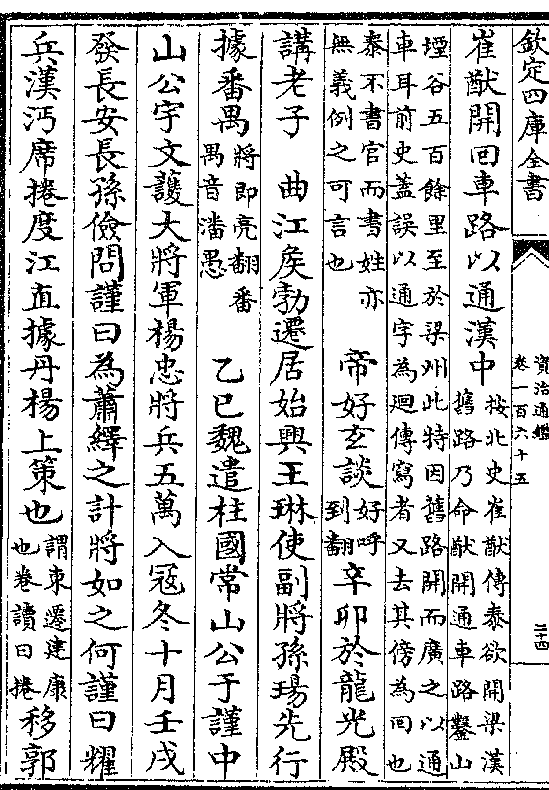 欽定四庫全書
資治通鑑
卷一百六十五
二十四
崔猷開回車路以通漢中
按北史崔猷傳泰欲開梁漢
舊路乃命猷開通車路鑿山
堙谷五百餘里至於梁州此特因舊路開而廣之以通
車耳前史蓋誤以通字為迴傳寫者又去其傍為回也
泰不書官而書姓亦
無義例之可言也
帝好玄談
好呼
到翻
辛卯於龍光殿
講老子　曲江侯勃遷居始興王琳使副將孫瑒先行
據番禺
將即亮翻番
禺音潘愚
乙巳魏遣柱國常山公于謹中
山公宇文護大將軍楊忠將兵五萬入冦冬十月壬戌
發長安長孫儉問謹曰為蕭繹之計將如之何謹曰耀
兵漢沔席捲度江直據丹楊上策也
謂東遷建康
也卷讀曰捲
移郭